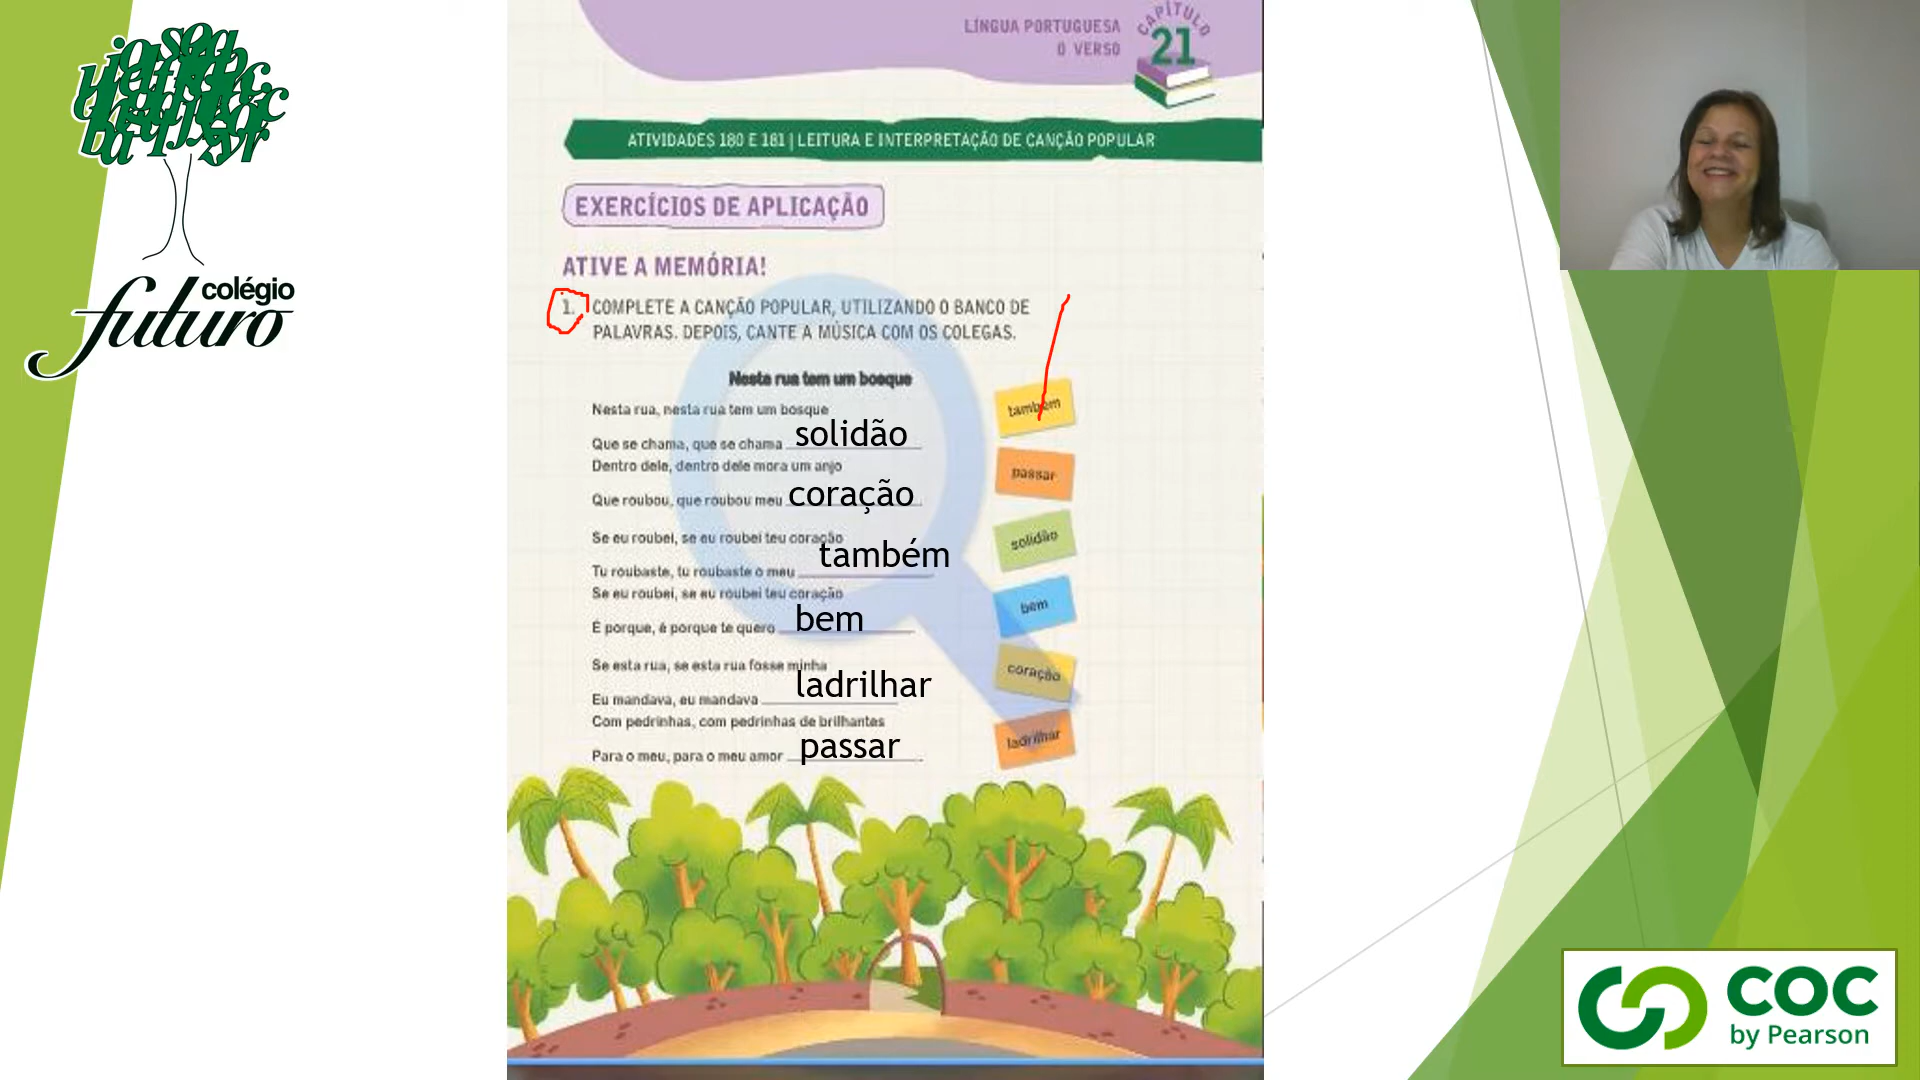 colégio
futuro
LÍNGUA PORTUGUESA
O VERSO
CAPÍTULO
21
ATIVIDADES 180 E 181 | LEITURA E INTERPRETAÇÃO DE CANÇÃO POPULAR
EXERCÍCIOS DE APLICAÇÃO
ATIVE A MEMÓRIA!
1. COMPLETE A CANÇÃO POPULAR, UTILIZANDO O BANCO DE
PALAVRAS. DEPOIS, CANTE A MÚSICA COM OS COLEGAS.
Nesta rua tem um bosque
Nesta rua, nesta rua tem um bosque
Que se chama, que se chama solidão
Dentro dele, dentro dele mora um anjo
Que roubou, que roubou meu coração
Se eu roubei, se eu roubei teu coração
Tu roubaste, tu roubaste o meu também
Se eu roubei, se eu roubei teu coração
É porque, é porque te quero bem
Se esta rua, se esta rua fosse minha
Eu mandava, eu mandava ladrilhar
Com pedrinhas, com pedrinhas de brilhantes
Para o meu, para o meu amor passar
também
passar
solidão
bem
coração
ladrilhar
COC
by Pearson